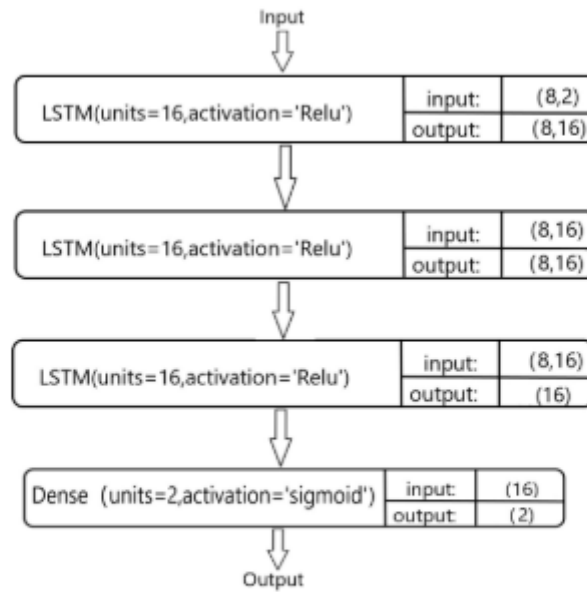 Input
LSTM(units=16,activation='Relu')
input: (8,2)
output: (8,16)
LSTM(units=16,activation='Relu')
input: (8,16)
output: (8,16)
LSTM(units=16,activation='Relu')
input: (8,16)
output: (16)
Dense (units=2,activation='sigmoid')
input: (16)
output: (2)
Output